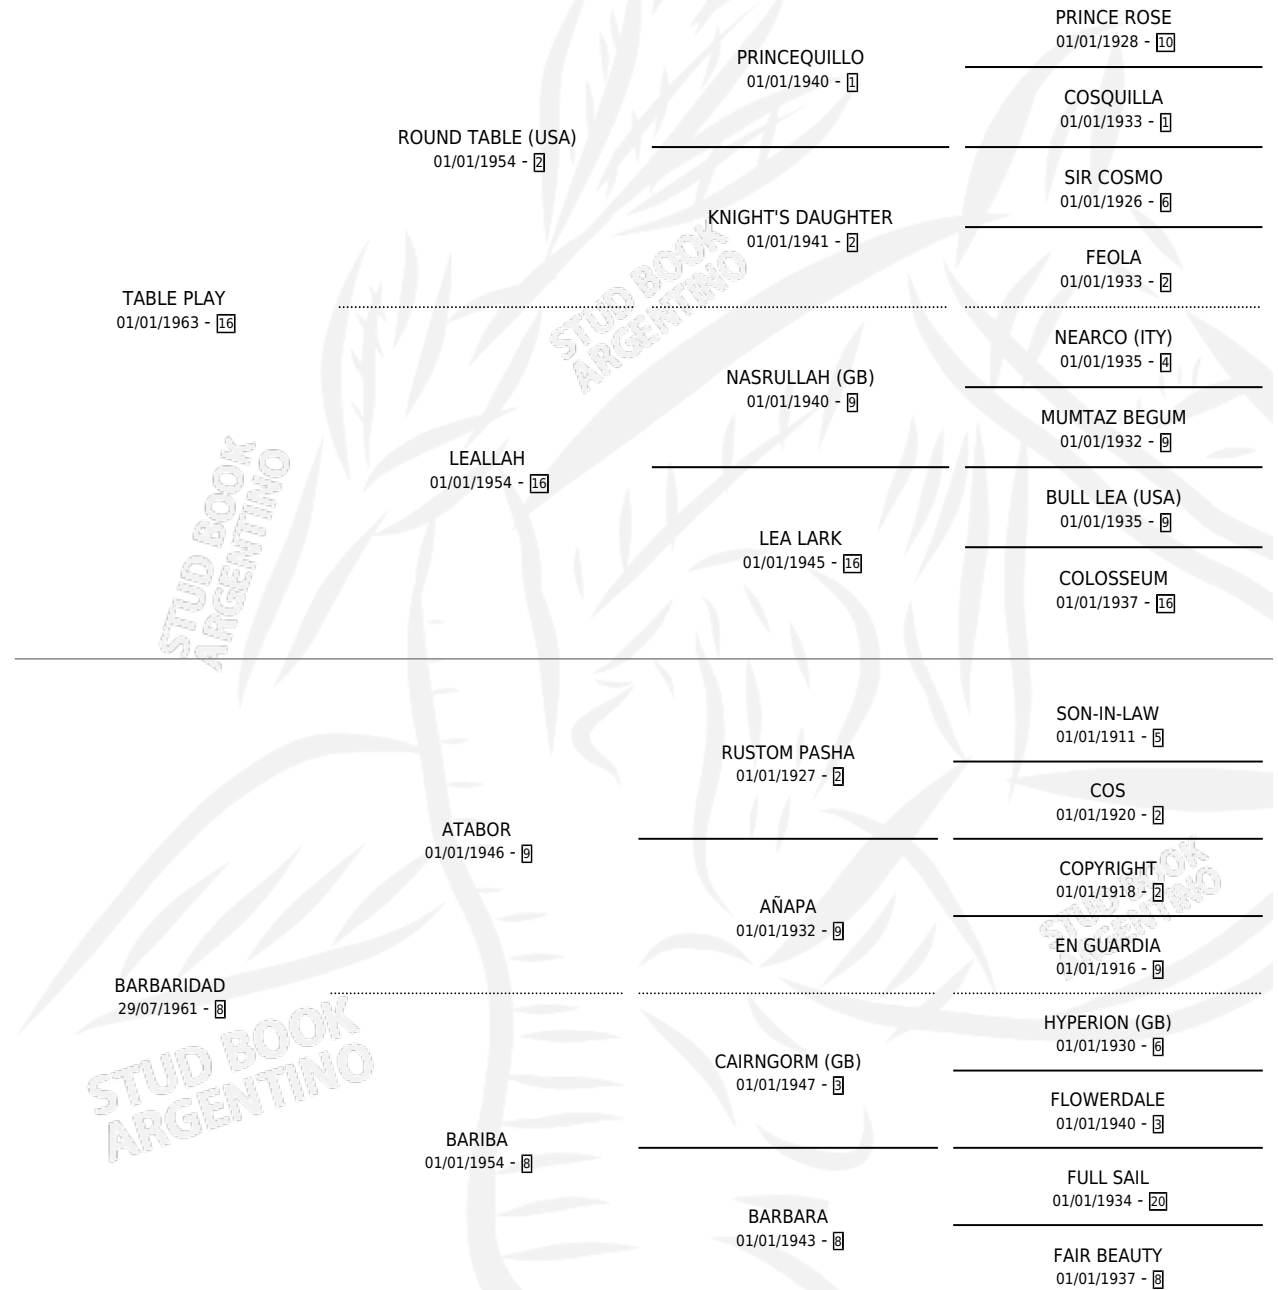 PRINCE ROSE
01/01/1928 - 10
PRINCEQUILLO
01/01/1940 - 1
COSQUILLA
01/01/1933 - 1
ROUND TABLE (USA)
01/01/1954 - 2
SIR COSMO
01/01/1926 - 6
KNIGHT'S DAUGHTER
01/01/1941 - 2
FEOLA
01/01/1933 - 2
STUD BOOK
ARGENTINO
TABLE PLAY
01/01/1963 - 16
NEARCO (ITY)
01/01/1935 - 4
NASRULLAH (GB)
01/01/1940 - 9
MUMTAZ BEGUM
01/01/1932 - 9
LEALLAH
01/01/1954 - 16
BULL LEA (USA)
01/01/1935 - 9
LEA LARK
01/01/1945 - 16
COLOSSEUM
01/01/1937 - 16
STUD BOOK
ARGENTINO
SON-IN-LAW
01/01/1911 - 5
RUSTOM PASHA
01/01/1927 - 2
COS
01/01/1920 - 2
ATABOR
01/01/1946 - 9
COPYRIGHT
01/01/1918 - 2
AÑAPA
01/01/1932 - 9
STUD BOOK
ARGENTINO
EN GUARDIA
01/01/1916 - 9
BARBARIDAD
29/07/1961 - 8
HYPERION (GB)
01/01/1930 - 6
CAIRNGORM (GB)
01/01/1947 - 3
STUD BOOK
ARGENTINO
FLOWERDALE
01/01/1940 - 3
BARIBA
01/01/1954 - 8
FULL SAIL
01/01/1934 - 20
BARBARA
01/01/1943 - 8
FAIR BEAUTY
01/01/1937 - 8